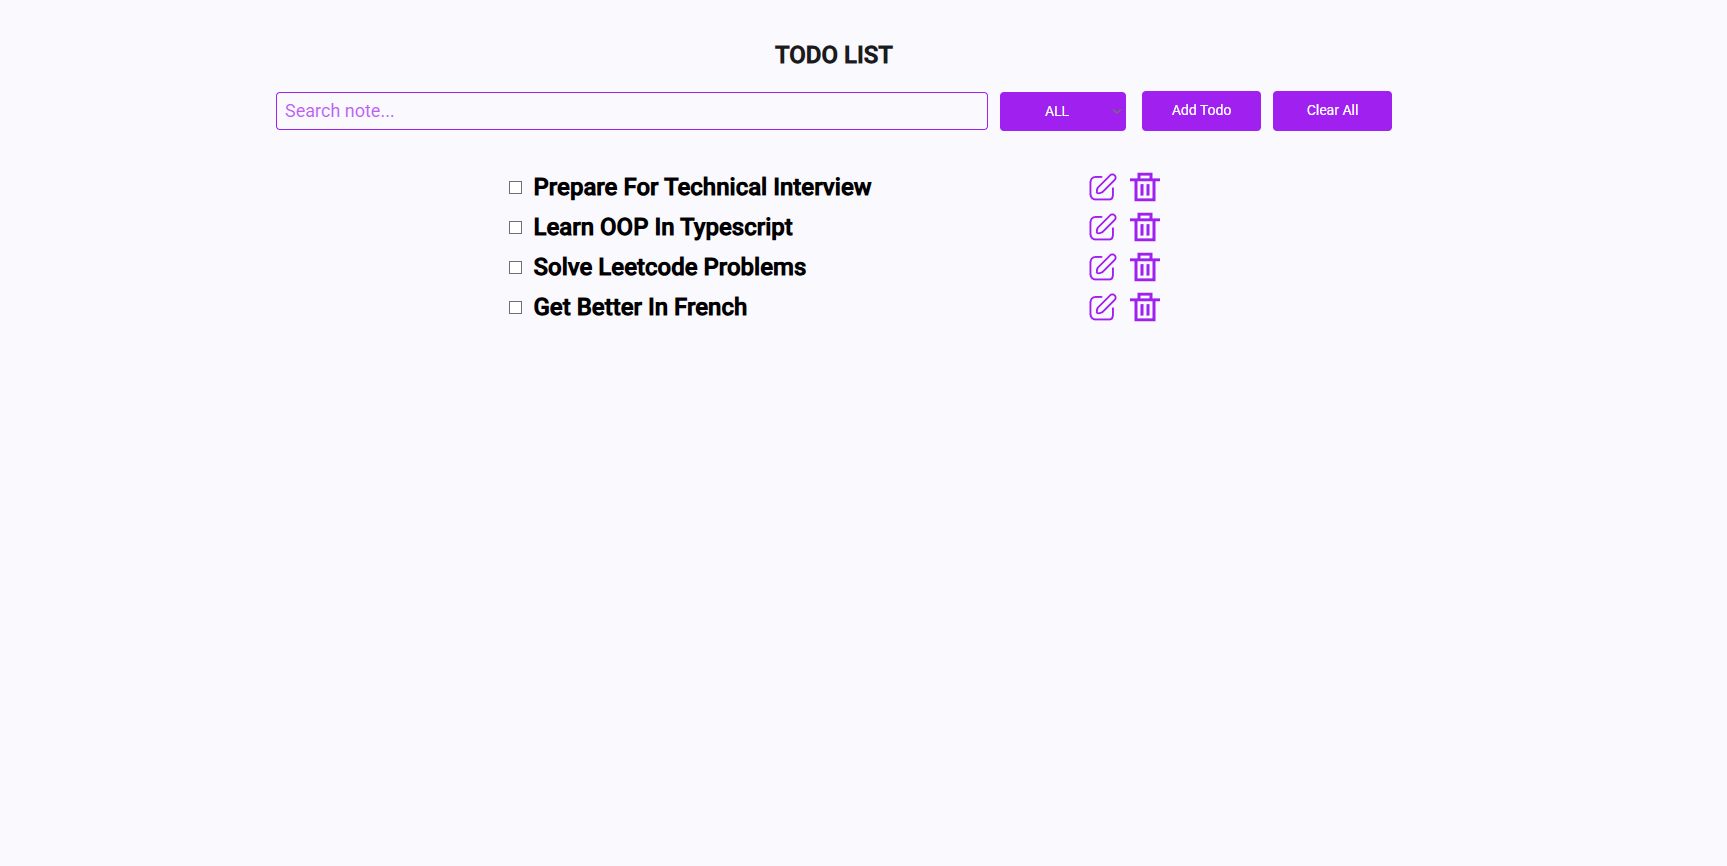 TODO LIST
Search note...
ALL
Add Todo
Clear All
Prepare For Technical Interview
Learn OOP In Typescript
Solve Leetcode Problems
Get Better In French